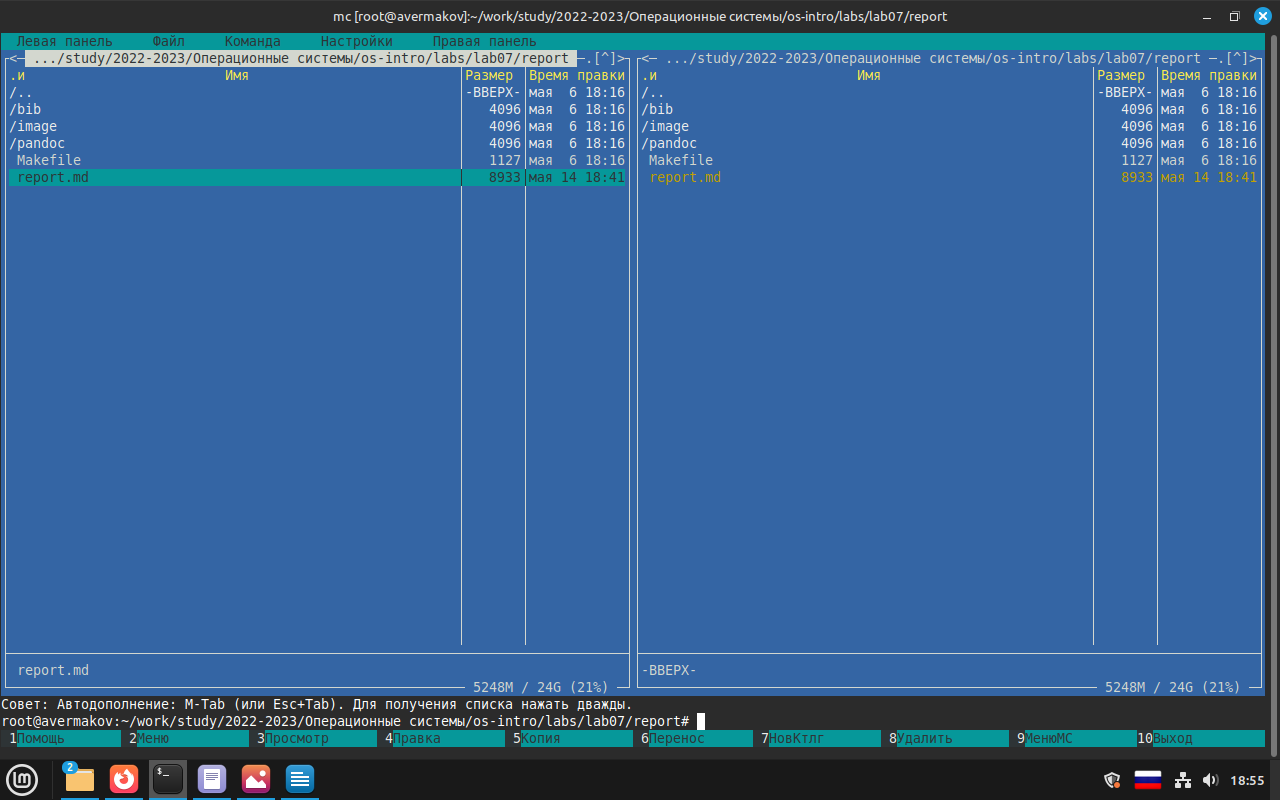 mc [root@avermakov]:~/work/study/2022-2023/Операционные системы/os-intro/labs/lab07/report
Левая панель Файл Команда Настройки Правая панель
<─ .../study/2022-2023/Операционные системы/os-intro/labs/lab07/report ─.[^]>
.и Имя Размер Время правки
/.. -ВВЕРХ- мая 6 18:16
/bib 4096 мая 6 18:16
/image 4096 мая 6 18:16
/pandoc 4096 мая 6 18:16
Makefile 1127 мая 6 18:16
report.md 8933 мая 14 18:41
report.md
5248M / 24G (21%)
<─ .../study/2022-2023/Операционные системы/os-intro/labs/lab07/report ─.[^]>
.и Имя Размер Время правки
/.. -ВВЕРХ- мая 6 18:16
/bib 4096 мая 6 18:16
/image 4096 мая 6 18:16
/pandoc 4096 мая 6 18:16
Makefile 1127 мая 6 18:16
report.md 8933 мая 14 18:41
-ВВЕРХ-
5248M / 24G (21%)
Совет: Автодополнение: M-Tab (или Esc+Tab). Для получения списка нажать дважды.
root@avermakov:~/work/study/2022-2023/Операционные системы/os-intro/labs/lab07/report#
1Помощь 2Меню 3Просмотр 4Правка 5Копия 6Перенос 7НовКтлг 8Удалить 9МенюMC 10Выход
2
$_
18:55